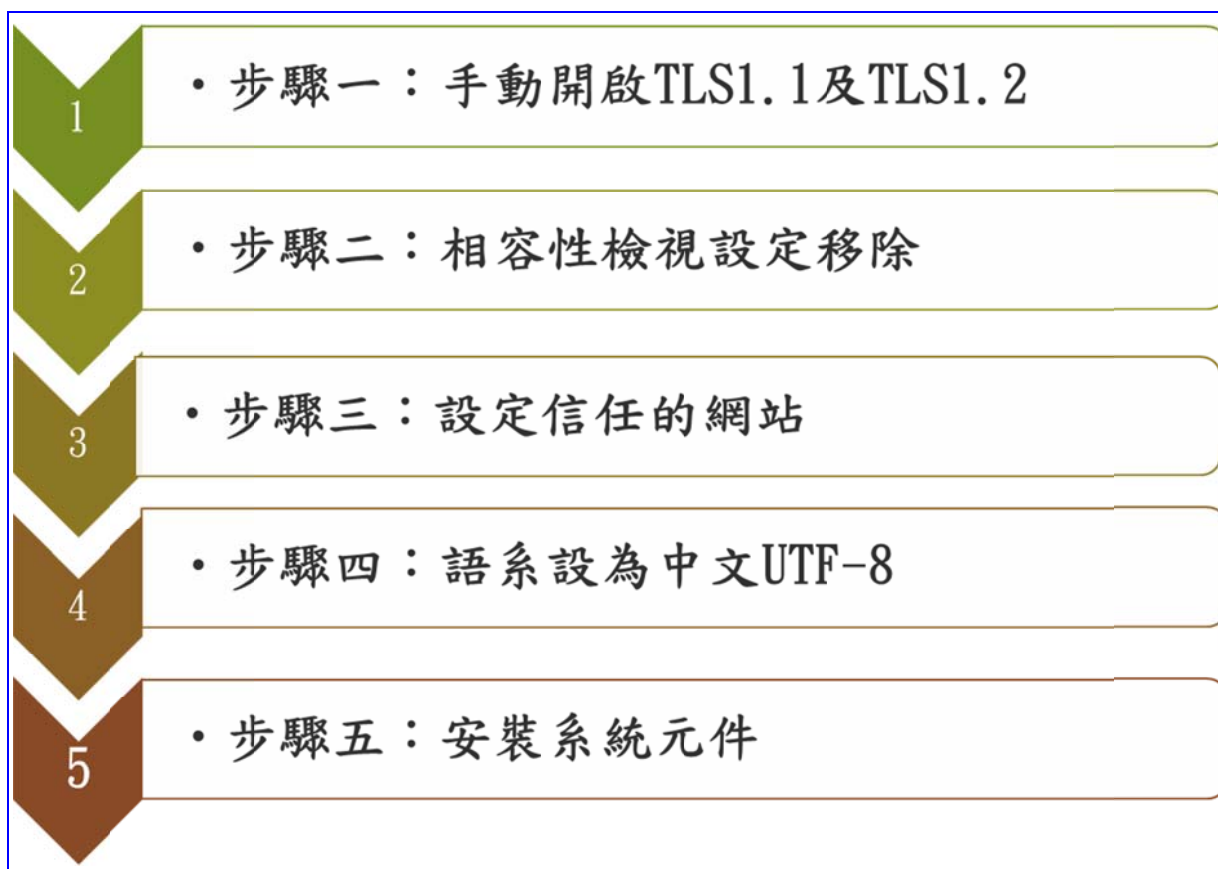 1
• 步驟一：手動開啟TLS1.1及TLS1.2
2
• 步驟二：相容性檢視設定移除
3
• 步驟三：設定信任的網站
4
• 步驟四：語系設為中文UTF-8
5
• 步驟五：安裝系統元件